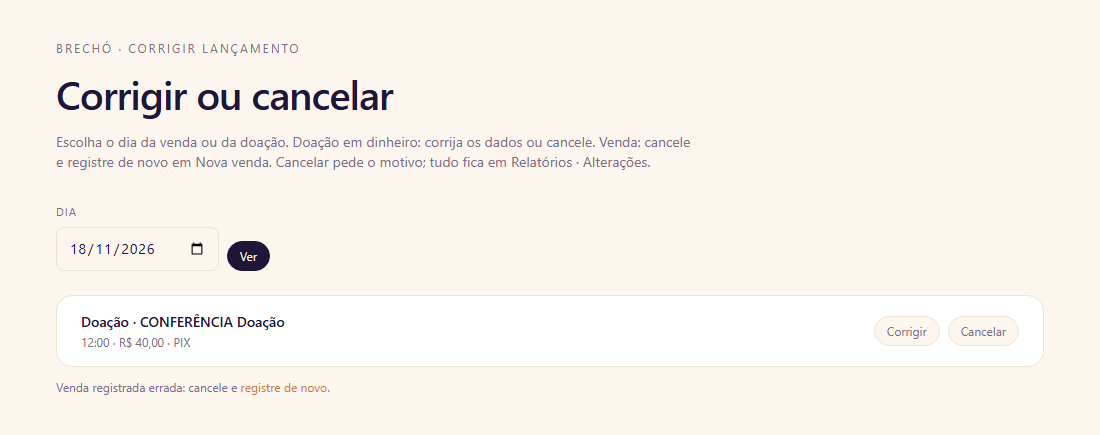 BRECHÓ · CORRIGIR LANÇAMENTO
Corrigir ou cancelar
Escolha o dia da venda ou da doação. Doação em dinheiro: corrija os dados ou cancele. Venda: cancele
e registre de novo em Nova venda. Cancelar pede o motivo; tudo fica em Relatórios · Alterações.
DIA
18/11/2026
Ver
Doação · CONFERÊNCIA Doação
12:00 · R$ 40,00 · PIX
Corrigir
Cancelar
Venda registrada errada: cancele e registre de novo.